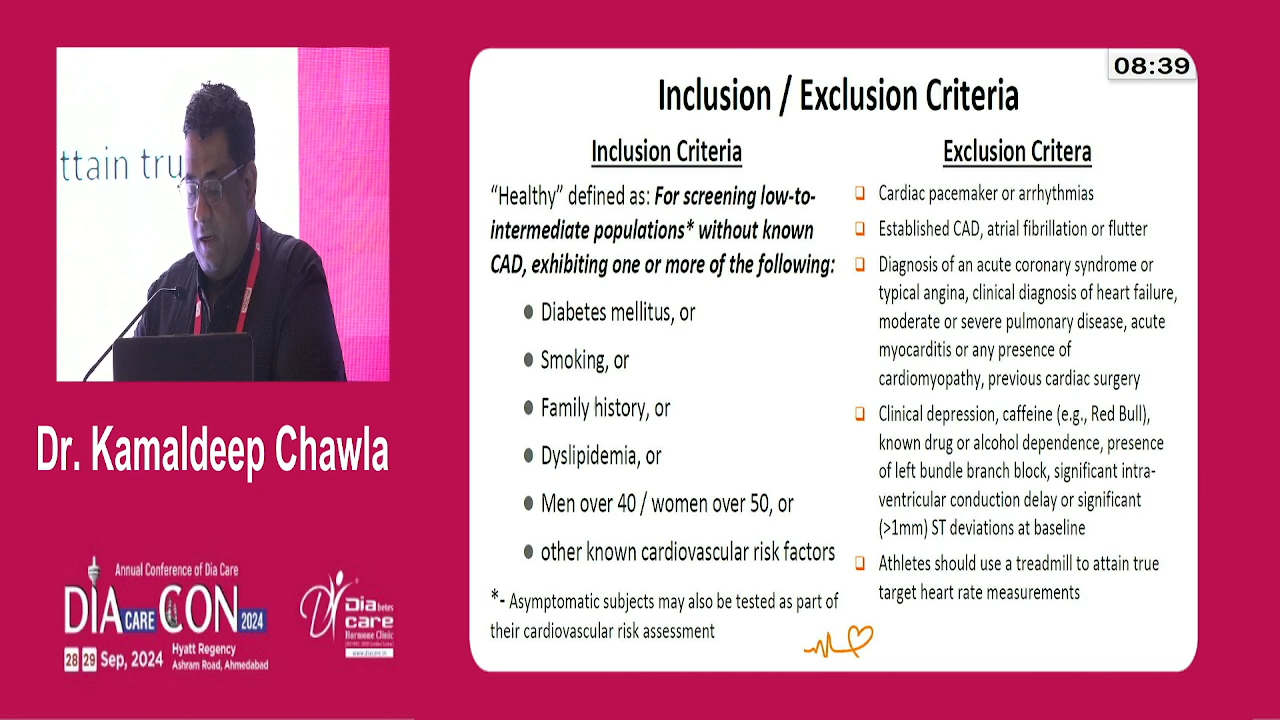 08:39
Inclusion / Exclusion Criteria
Inclusion Criteria
“Healthy” defined as: For screening low-to-
intermediate populations* without known
CAD, exhibiting one or more of the following:
Diabetes mellitus, or
Smoking, or
Family history, or
Dyslipidemia, or
Men over 40 / women over 50, or
other known cardiovascular risk factors
*- Asymptomatic subjects may also be tested as part of
their cardiovascular risk assessment
Exclusion Critera
Cardiac pacemaker or arrhythmias
Established CAD, atrial fibrillation or flutter
Diagnosis of an acute coronary syndrome or
typical angina, clinical diagnosis of heart failure,
moderate or severe pulmonary disease, acute
myocarditis or any presence of
cardiomyopathy, previous cardiac surgery
Clinical depression, caffeine (e.g., Red Bull),
known drug or alcohol dependence, presence
of left bundle branch block, significant intra-
ventricular conduction delay or significant
(>1mm) ST deviations at baseline
Athletes should use a treadmill to attain true
target heart rate measurements
ttain tru
Dr. Kamaldeep Chawla
Annual Conference of Dia Care
DIA CARE CON 2024
28 29 Sep, 2024
Hyatt Regency
Ashram Road, Ahmedabad
Diabetes
care
Hormone Clinic
www.diacare.in